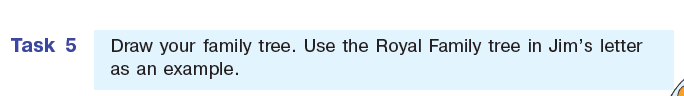 Task 5 Draw your family tree. Use the Royal Family tree in Jim's letter
as an example.